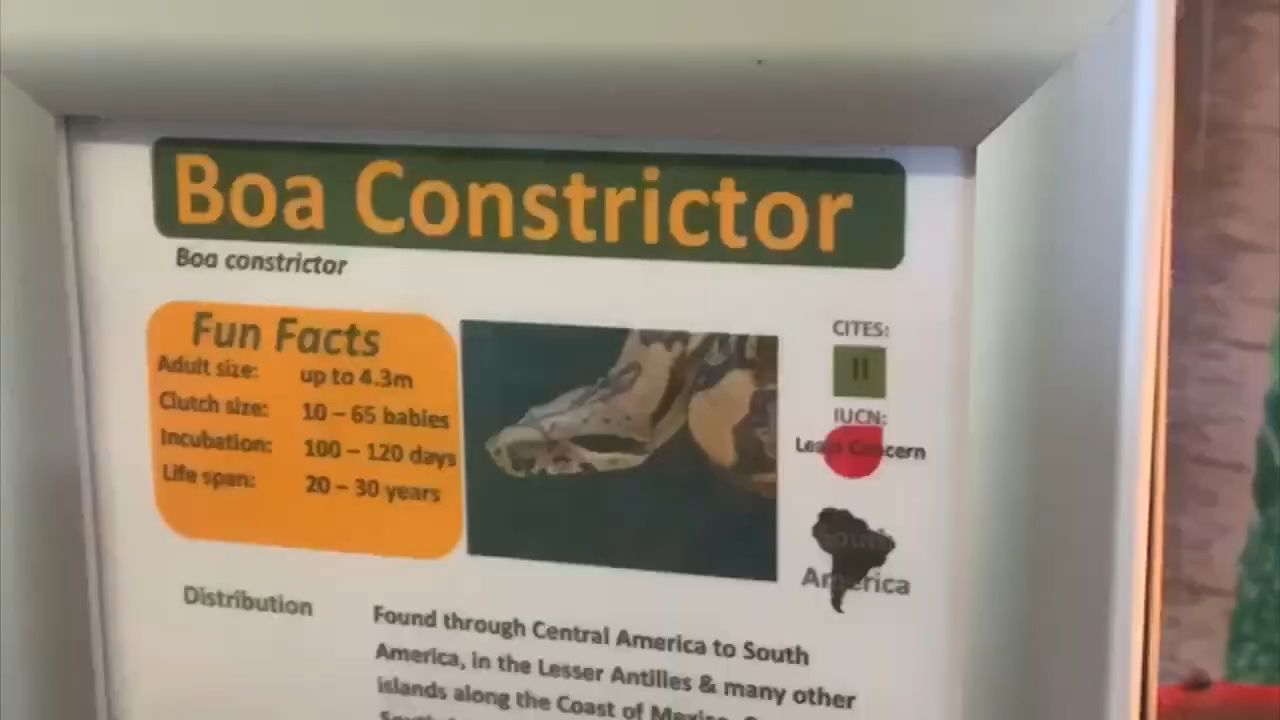 Boa Constrictor
Boa constrictor
Fun Facts
Adult size: up to 4.3m
Clutch size: 10 – 65 babies
Incubation: 100 – 120 days
Life span: 20 – 30 years
CITES:
II
IUCN:
Least Concern
South
America
Distribution
Found through Central America to South
America, in the Lesser Antilles & many other
islands along the Coast of Mexico